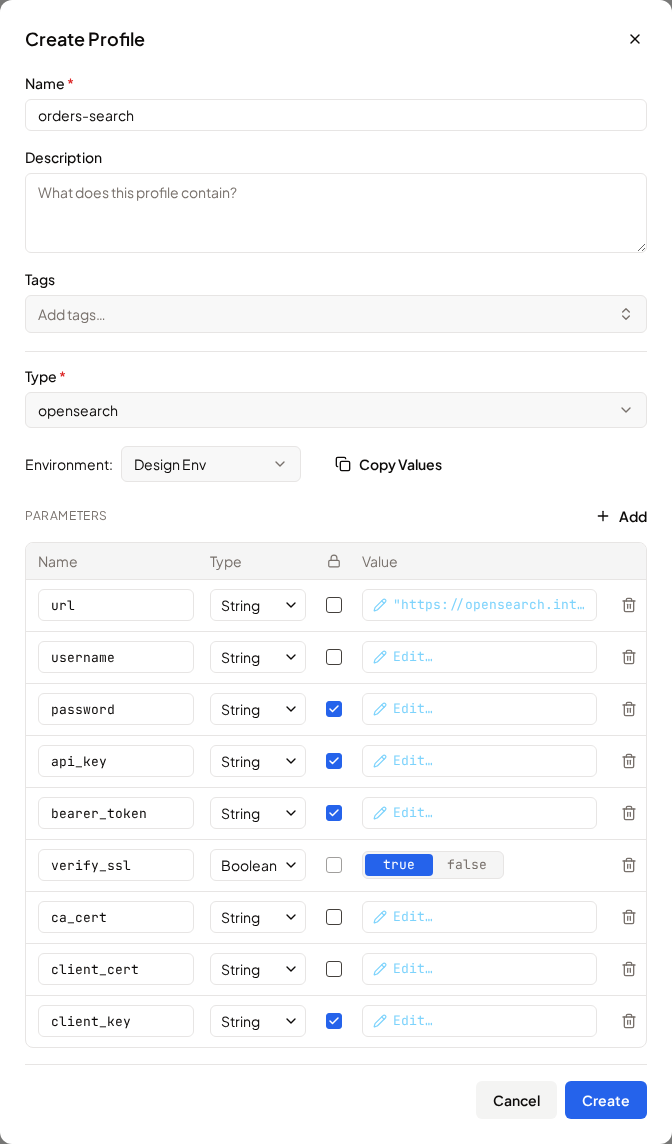 Create Profile
Name *
orders-search
Description
What does this profile contain?
Tags
Add tags...
Type *
opensearch
Environment: Design Env Copy Values
PARAMETERS Add
Name Type Value
url String "https://opensearch.int…
username String Edit…
password String Edit…
api_key String Edit…
bearer_token String Edit…
verify_ssl Boolean true false
ca_cert String Edit…
client_cert String Edit…
client_key String Edit…
Cancel Create